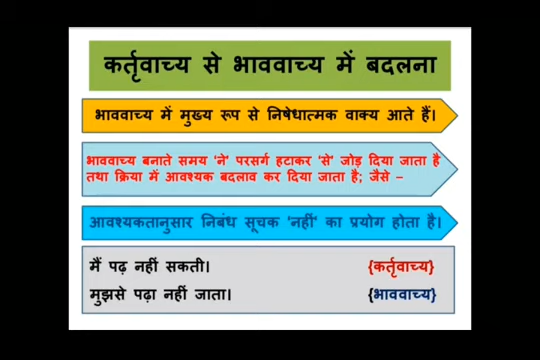 कर्तृवाच्य से भाववाच्य में बदलना
भाववाच्य में मुख्य रूप से निषेधात्मक वाक्य आते हैं।
भाववाच्य बनाते समय 'ने' परसर्ग हटाकर 'से' जोड़ दिया जाता है
तथा क्रिया में आवश्यक बदलाव कर दिया जाता है; जैसे –
आवश्यकतानुसार निबंध सूचक 'नहीं' का प्रयोग होता है।
मैं पढ़ नहीं सकती। {कर्तृवाच्य}
मुझसे पढ़ा नहीं जाता। {भाववाच्य}